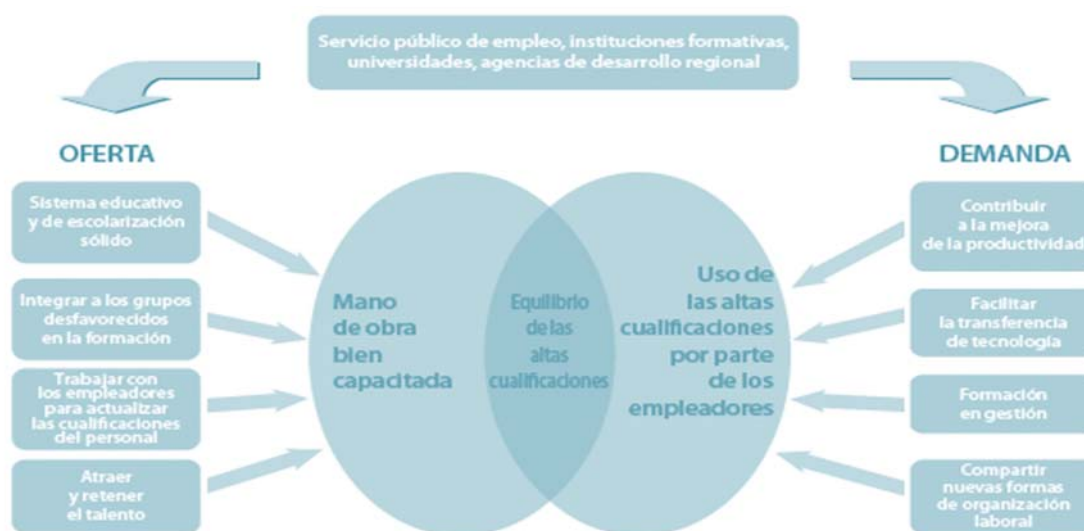 Servicio público de empleo, instituciones formativas,
universidades, agencias de desarrollo regional
OFERTA
Sistema educativo
y de escolarización
sólido
Integrar a los grupos
desfavorecidos
en la formación
Trabajar con
los empleadores
para actualizar
las cualificaciones
del personal
Atraer
y retener
el talento
Mano
de obra
bien
capacitada
Equilibrio
de las
altas
cualificaciones
Uso de
las altas
cualificaciones
por parte
de los
empleadores
DEMANDA
Contribuir
a la mejora
de la productividad
Facilitar
la transferencia
de tecnología
Formación
en gestión
Compartir
nuevas formas
de organización
laboral